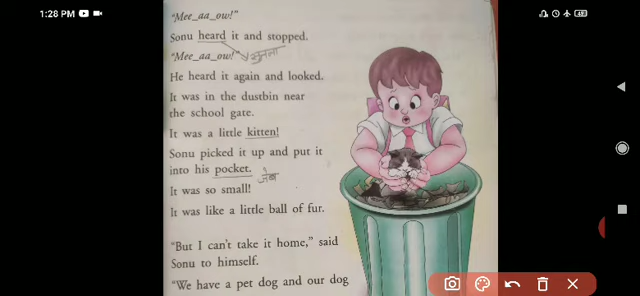 1:28 PM
"Mee_aa_ow!"
Sonu heard it and stopped.
"Mee_aa_ow!" सुनना
He heard it again and looked.
It was in the dustbin near
the school gate.
It was a little kitten!
Sonu picked it up and put it
into his pocket. जेब
It was so small!
It was like a little ball of fur.
"But I can't take it home," said
Sonu to himself.
"We have a pet dog and our dog